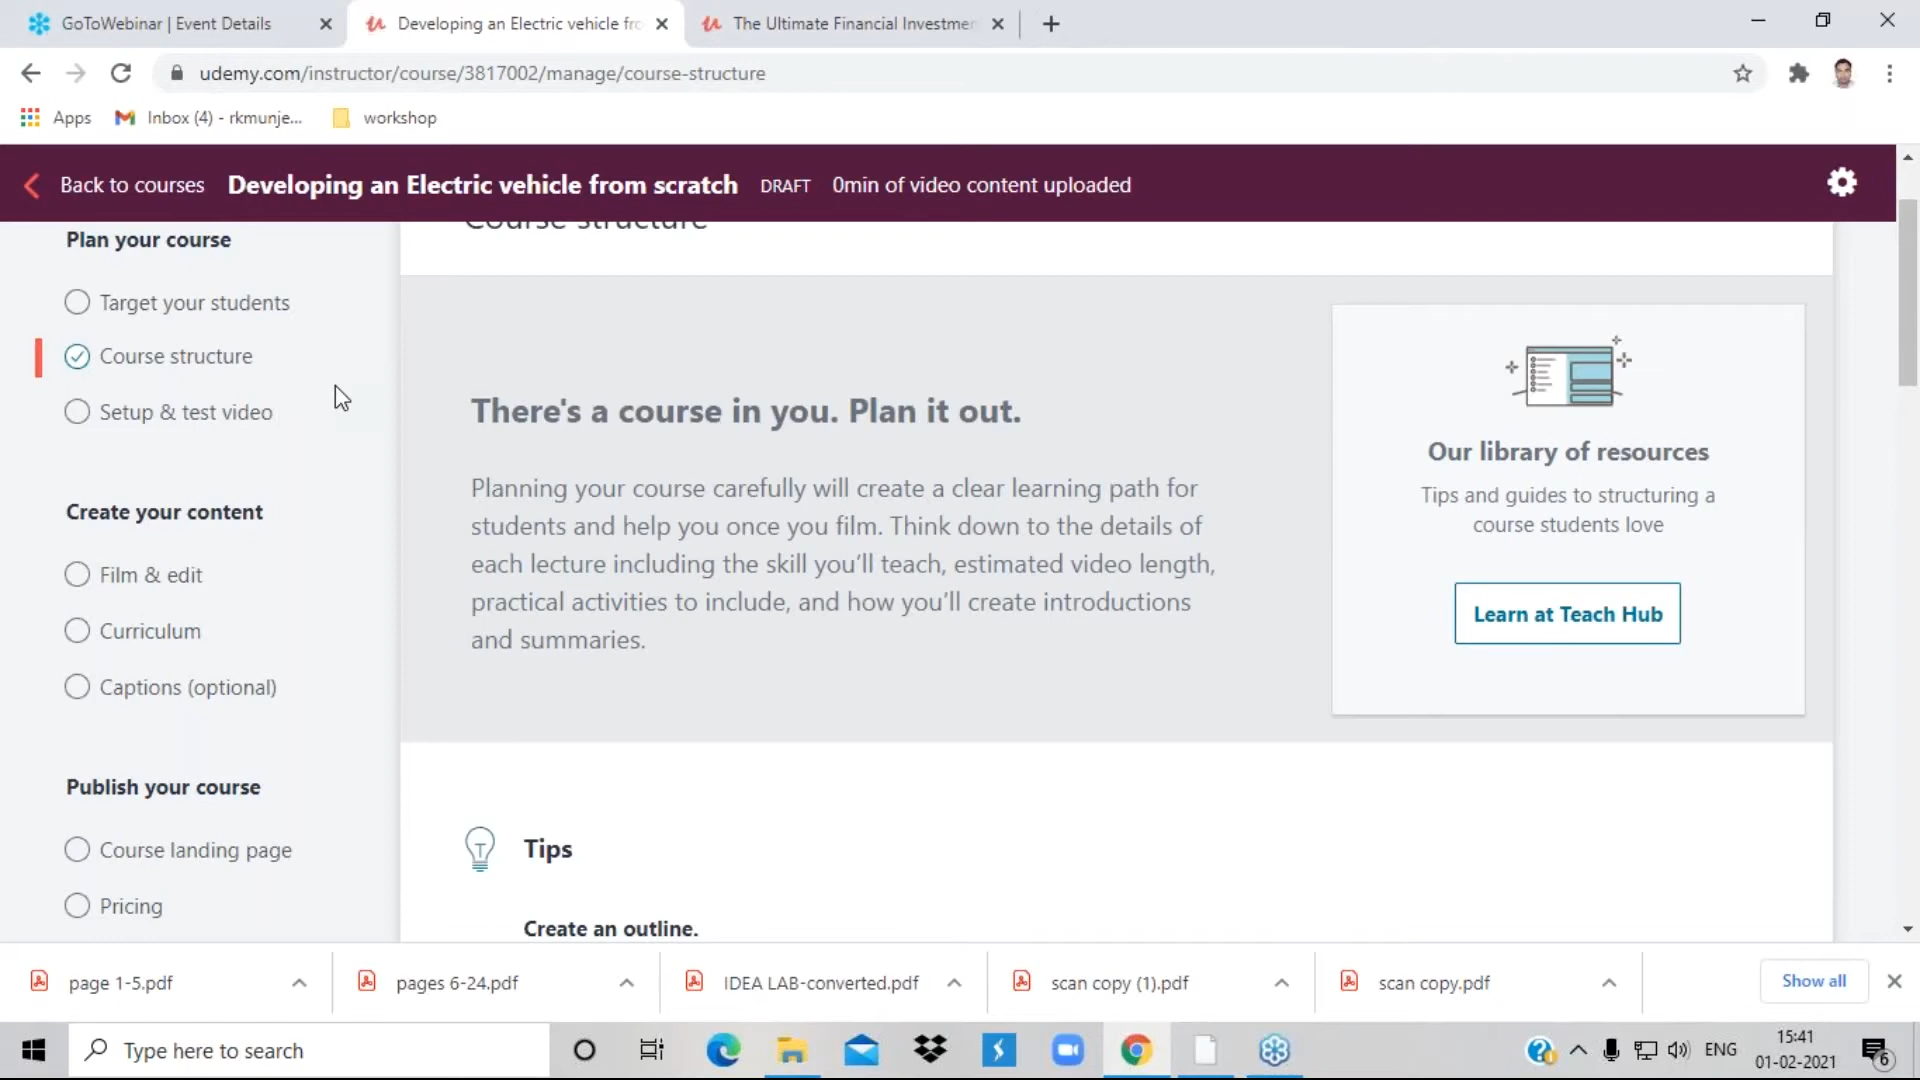 GoToWebinar | Event Details
Developing an Electric vehicle fro
The Ultimate Financial Investmen
udemy.com/instructor/course/3817002/manage/course-structure
Apps
Inbox (4) - rkmunje...
workshop
Back to courses
Developing an Electric vehicle from scratch
DRAFT
0min of video content uploaded
Course structure
Plan your course
Target your students
Course structure
Setup & test video
Create your content
Film & edit
Curriculum
Captions (optional)
Publish your course
Course landing page
Pricing
There's a course in you. Plan it out.
Planning your course carefully will create a clear learning path for
students and help you once you film. Think down to the details of
each lecture including the skill you’ll teach, estimated video length,
practical activities to include, and how you’ll create introductions
and summaries.
Our library of resources
Tips and guides to structuring a
course students love
Learn at Teach Hub
Tips
Create an outline.
page 1-5.pdf
pages 6-24.pdf
IDEA LAB-converted.pdf
scan copy (1).pdf
scan copy.pdf
Show all
Type here to search
ENG
15:41
01-02-2021
6